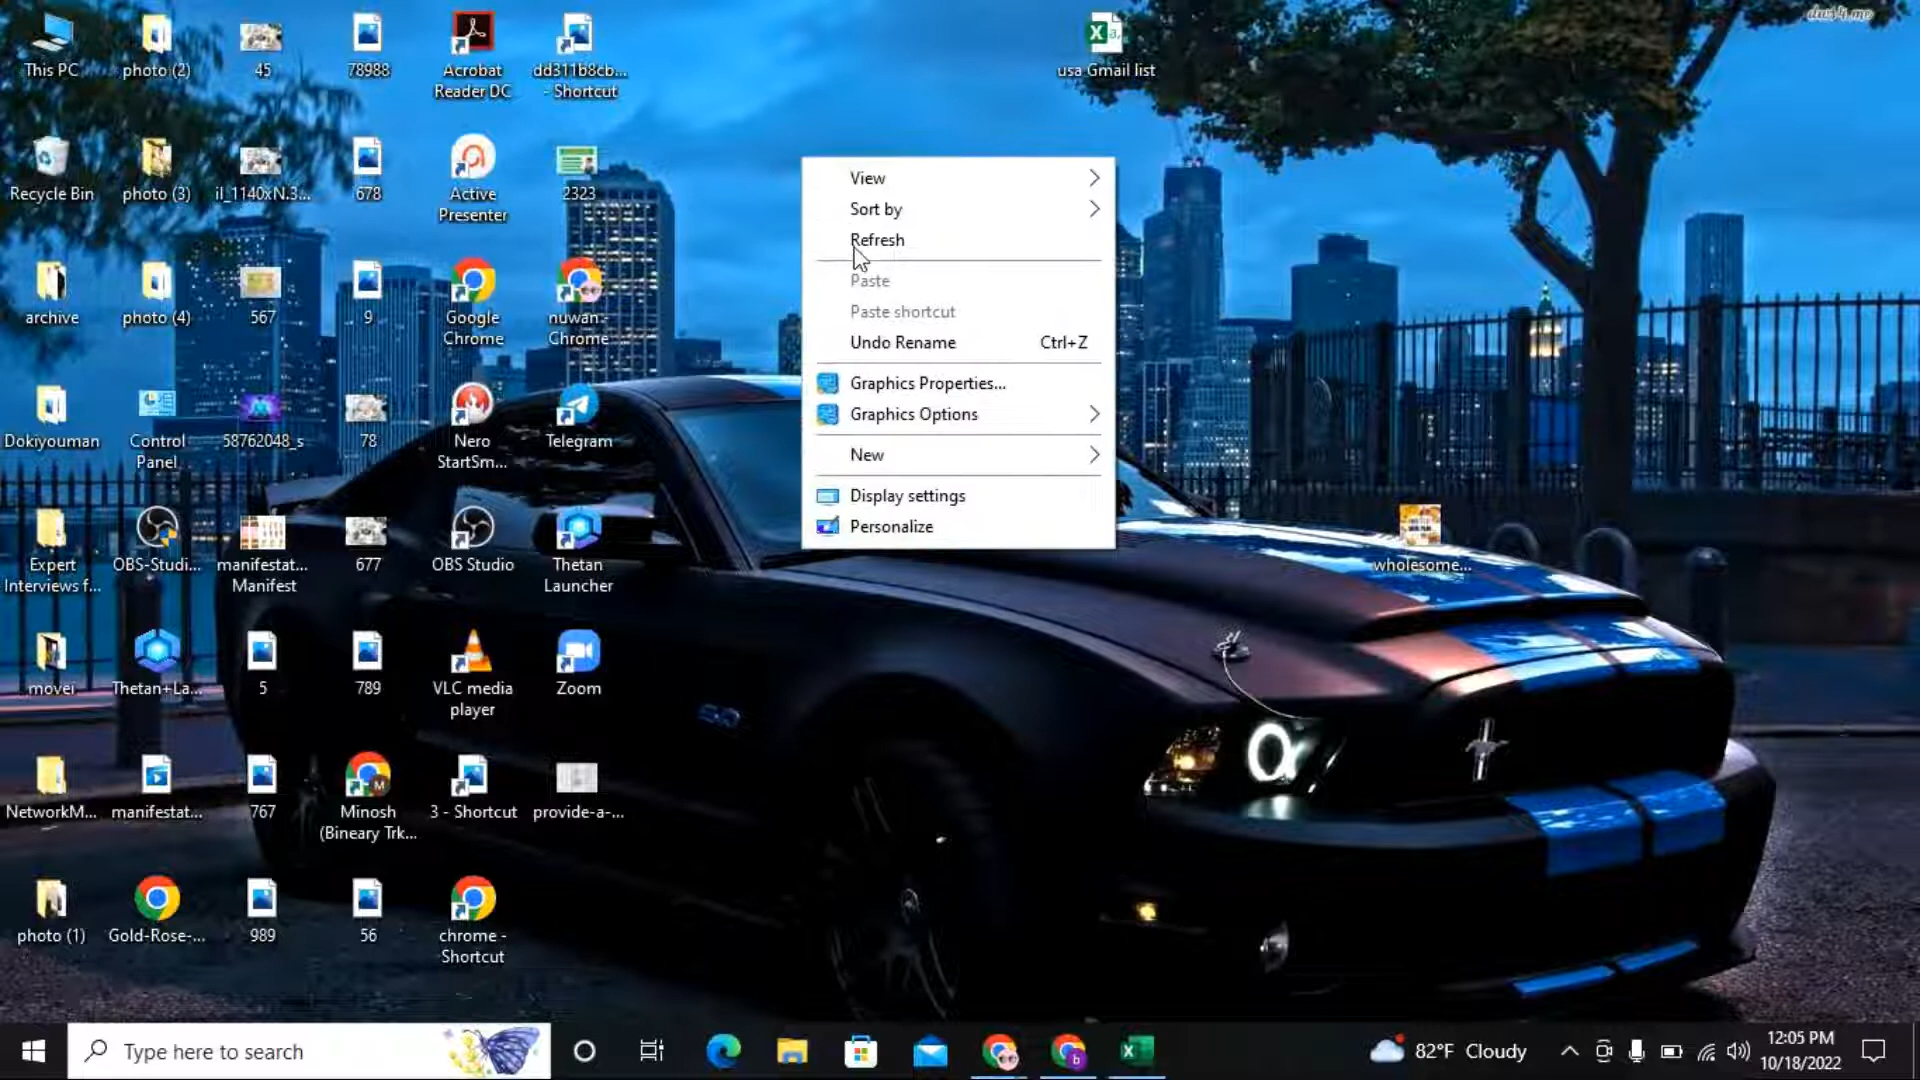 This PC
photo (2)
45
78988
Acrobat
Reader DC
dd311b8cb...
- Shortcut
usa Gmail list
Recycle Bin
photo (3)
il_1140xN.3...
678
Active
Presenter
2323
archive
photo (4)
567
9
Google
Chrome
nuwan -
Chrome
Dokiyouman
Control
Panel
58762048_s
78
Nero
StartSm...
Telegram
Expert
Interviews f...
OBS-Studi...
manifestat...
Manifest
677
OBS Studio
Thetan
Launcher
wholesome...
movei
Thetan+La...
5
789
VLC media
player
Zoom
NetworkM...
manifestat...
767
Minosh
(Bineary Trk...
3 - Shortcut
provide-a-...
photo (1)
Gold-Rose-...
989
56
chrome -
Shortcut
View
Sort by
Refresh
Paste
Paste shortcut
Undo Rename Ctrl+Z
Graphics Properties...
Graphics Options
New
Display settings
Personalize
5.0
Type here to search
82°F Cloudy
12:05 PM
10/18/2022